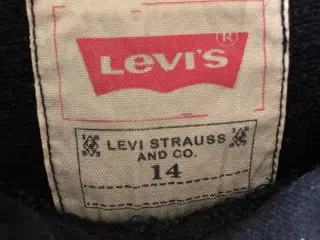 LEVI'S ®
LEVI STRAUSS
AND CO.
14